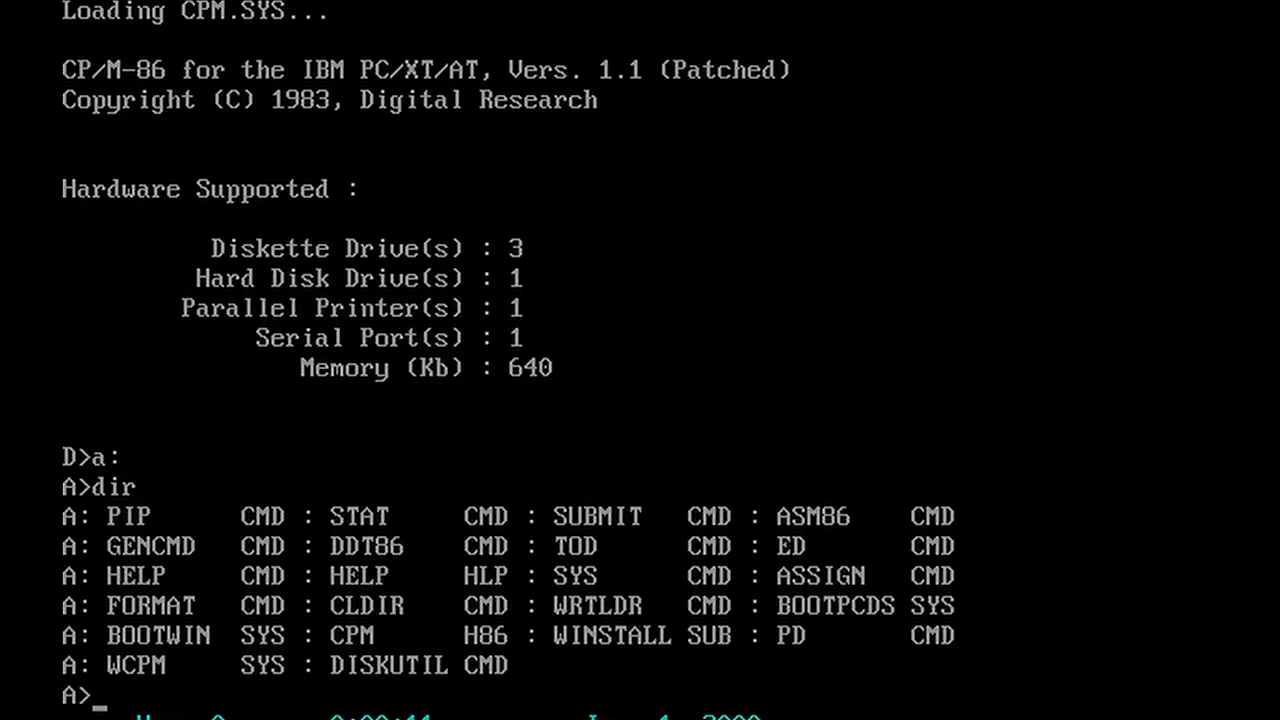 Loading CPM.SYS...
CP/M-86 for the IBM PC/XT/AT, Vers. 1.1 (Patched)
Copyright (C) 1983, Digital Research
Hardware Supported :
Diskette Drive(s) : 3
Hard Disk Drive(s) : 1
Parallel Printer(s) : 1
Serial Port(s) : 1
Memory (Kb) : 640
D>a:
A>dir
A: PIP CMD : STAT CMD : SUBMIT CMD : ASM86 CMD
A: GENCMD CMD : DDT86 CMD : TOD CMD : ED CMD
A: HELP CMD : HELP HLP : SYS CMD : ASSIGN CMD
A: FORMAT CMD : CLDIR CMD : WRTLDR CMD : BOOTPCDS SYS
A: BOOTWIN SYS : CPM H86 : WINSTALL SUB : PD CMD
A: WCPM SYS : DISKUTIL CMD
A>_